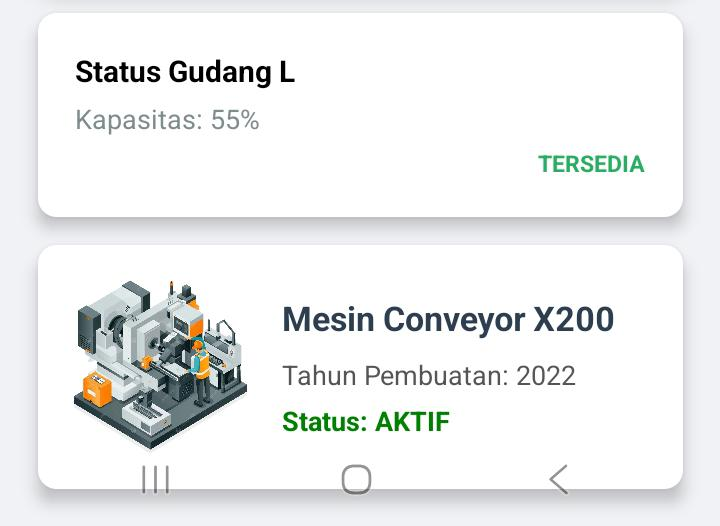 Status Gudang L
Kapasitas: 55%
TERSEDIA
Mesin Conveyor X200
Tahun Pembuatan: 2022
Status: AKTIF